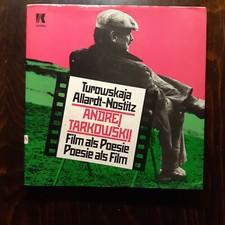 Turowskaja
Allardt-Nostitz
ANDREJ
TARKOWSKIJ
Film als Poesie
Poesie als Film